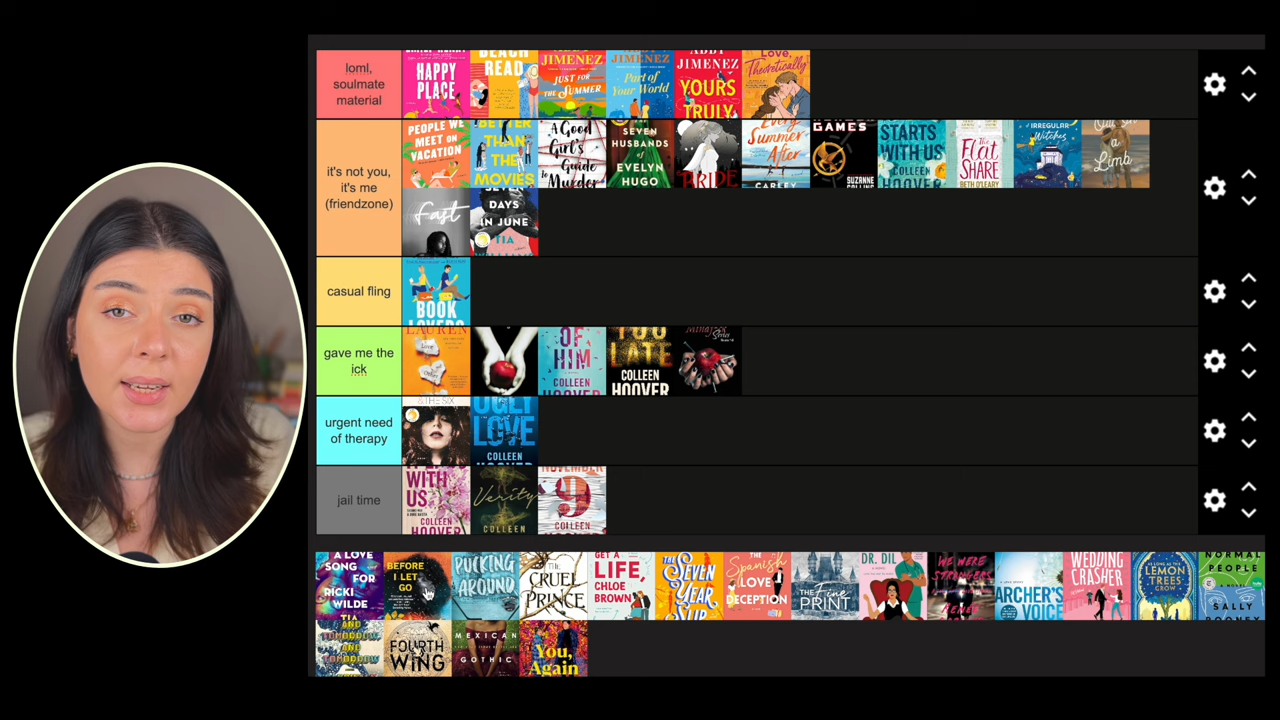 loml,
soulmate
material
HAPPY
PLACE
BEACH
READ
JIMENEZ
JUST FOR
THE SUMMER
JIMENEZ
Part of
Your World
ABBY
JIMENEZ
YOURS
TRULY
Love,
Theoretically
it's not you,
it's me
(friendzone)
PEOPLE WE
MEET ON
VACATION
BETTER
THAN
THE
MOVIES
A Good
Girl's
Guide to
Murder
SEVEN
HUSBANDS
OF
EVELYN
HUGO
BRIDE
Every
Summer
After
CARLEY
GAMES
SUZANNE
STARTS
WITH US
COLLEEN
HOOVER
The
Flat
SHARE
BETH O'LEARY
IRREGULAR
Witches
a
Limb
Fast
SEVEN
DAYS
IN JUNE
TIA
casual fling
BOOK
LOVERS
gave me the
ick
LAUREN
Love
Order
OF
HIM
COLLEEN
HOOVER
TOO
LATE
COLLEEN
HOOVER
urgent need
of therapy
& THE SIX
UGLY
LOVE
COLLEEN
jail time
WITH
US
COLLEEN
Verity
COLLEEN
NOVEMBER
9
COLLEEN
A LOVE
SONG
FOR
RICKI
WILDE
TIA
BEFORE
I LET
GO
PUCKING
AROUND
THE
CRUEL
PRINCE
GET A
LIFE,
CHLOE
BROWN
THE
SEVEN
YEAR
SLIP
THE
Spanish
LOVE
DECEPTION
THE
FINE
PRINT
DR. DIL
WE WERE
STRANGERS
ARCHER'S
VOICE
WEDDING
CRASHER
AS LONG AS THE
LEMON
TREES
GROW
NORMAL
PEOPLE
SALLY
ROONEY
AND
TOMORROW,
AND
TOMORROW
FOURTH
WING
MEXICAN
GOTHIC
You,
Again